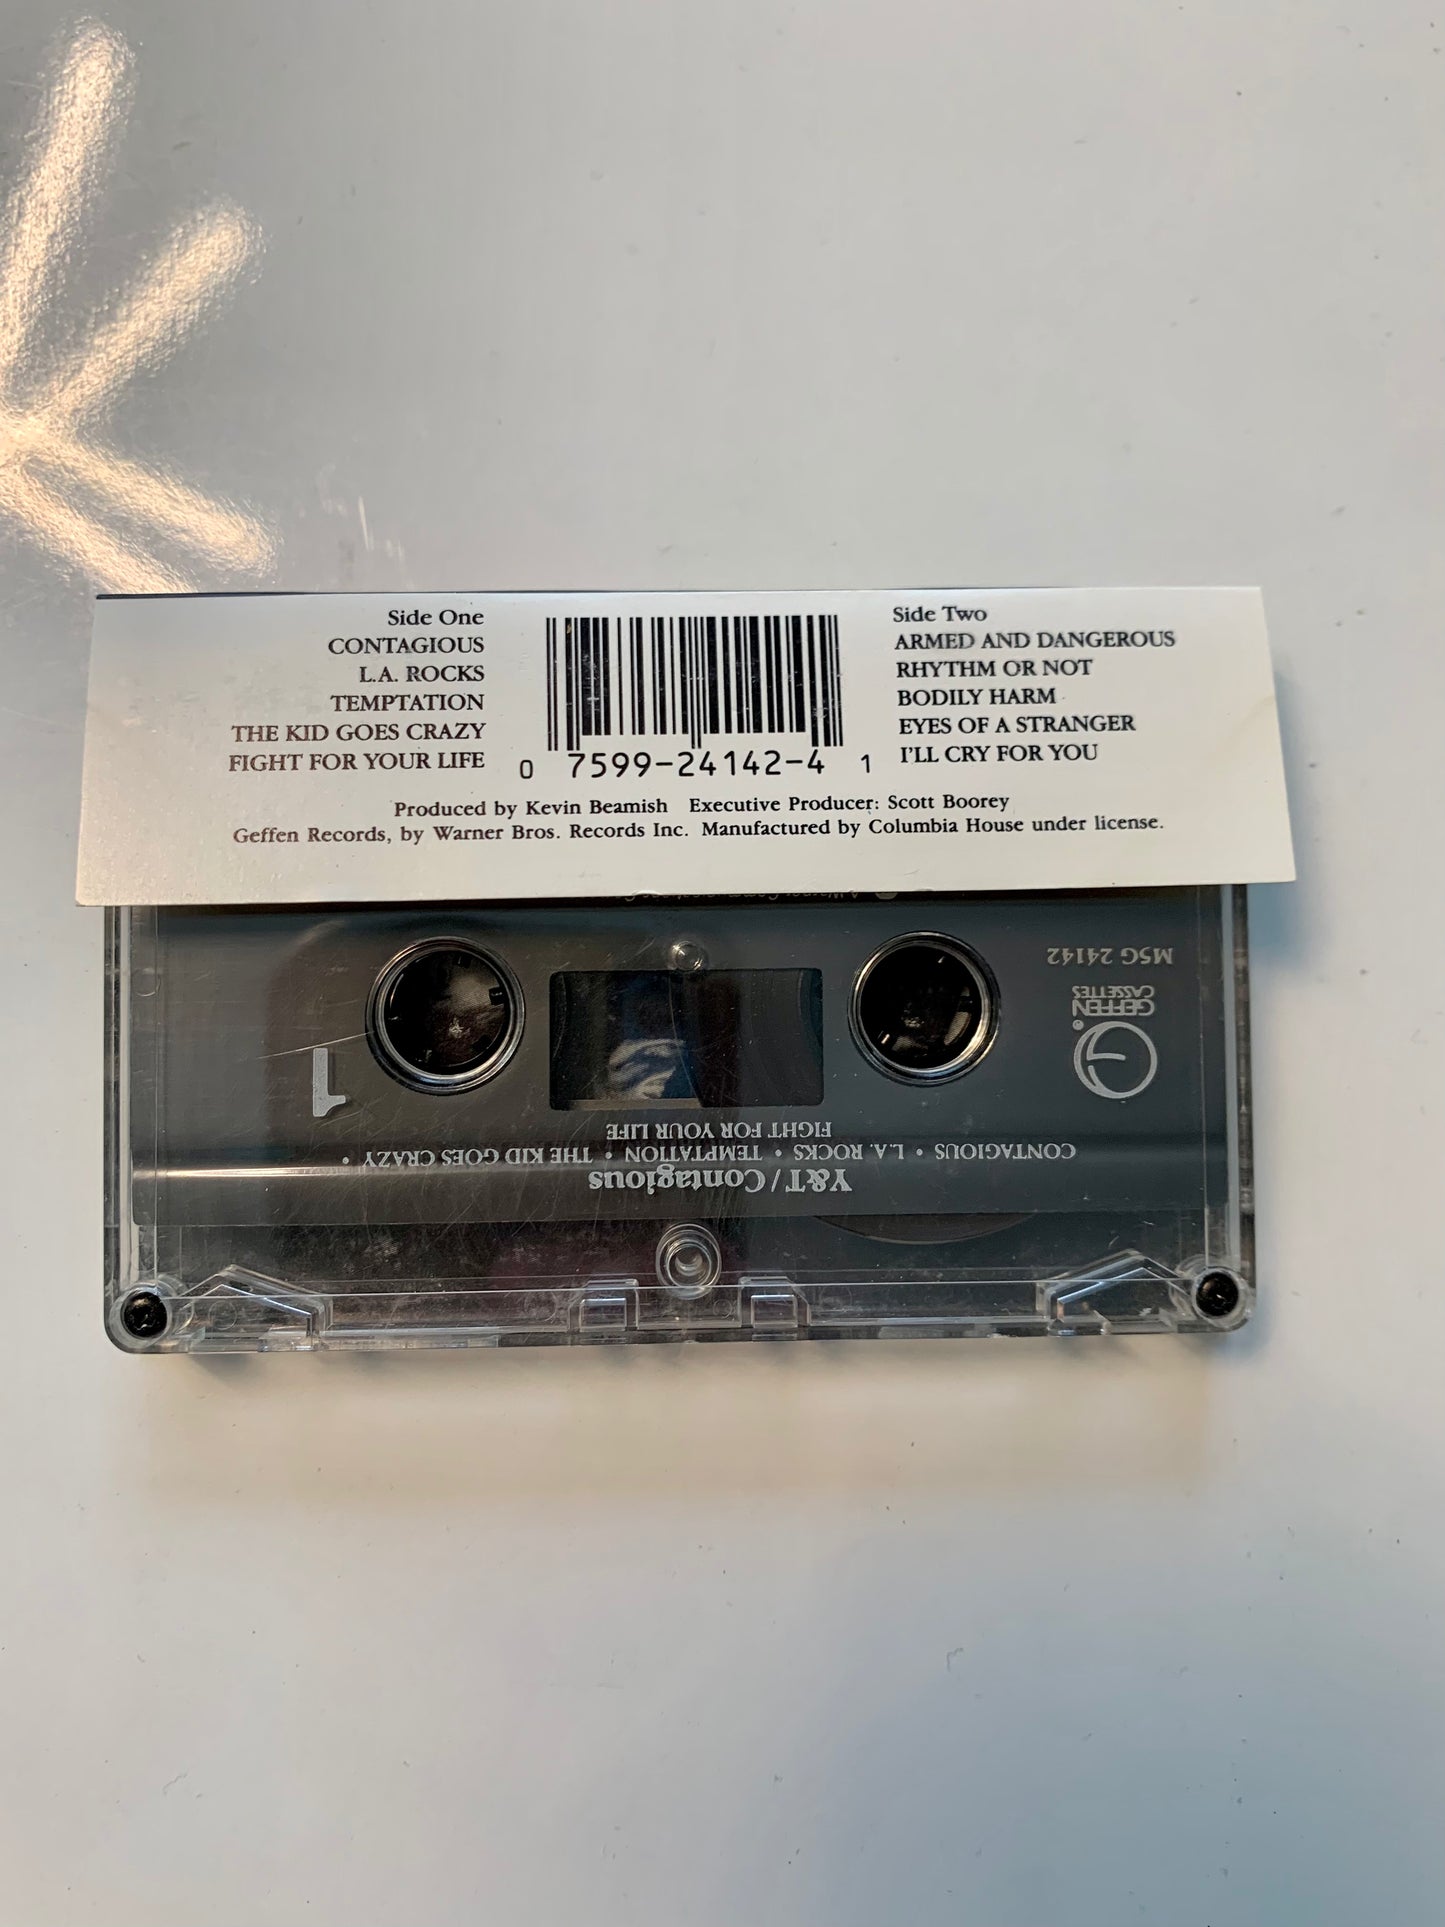 Side One
CONTAGIOUS
L.A. ROCKS
TEMPTATION
THE KID GOES CRAZY
FIGHT FOR YOUR LIFE
0 7599-24142-4 1
Side Two
ARMED AND DANGEROUS
RHYTHM OR NOT
BODILY HARM
EYES OF A STRANGER
I'LL CRY FOR YOU
Produced by Kevin Beamish Executive Producer: Scott Boorey
Geffen Records, by Warner Bros. Records Inc. Manufactured by Columbia House under license.
Y&T/Contagious
CONTAGIOUS • L.A. ROCKS • TEMPTATION • THE KID GOES CRAZY •
FIGHT FOR YOUR LIFE
1
GEFFEN
CASSETTES
M5G 24142